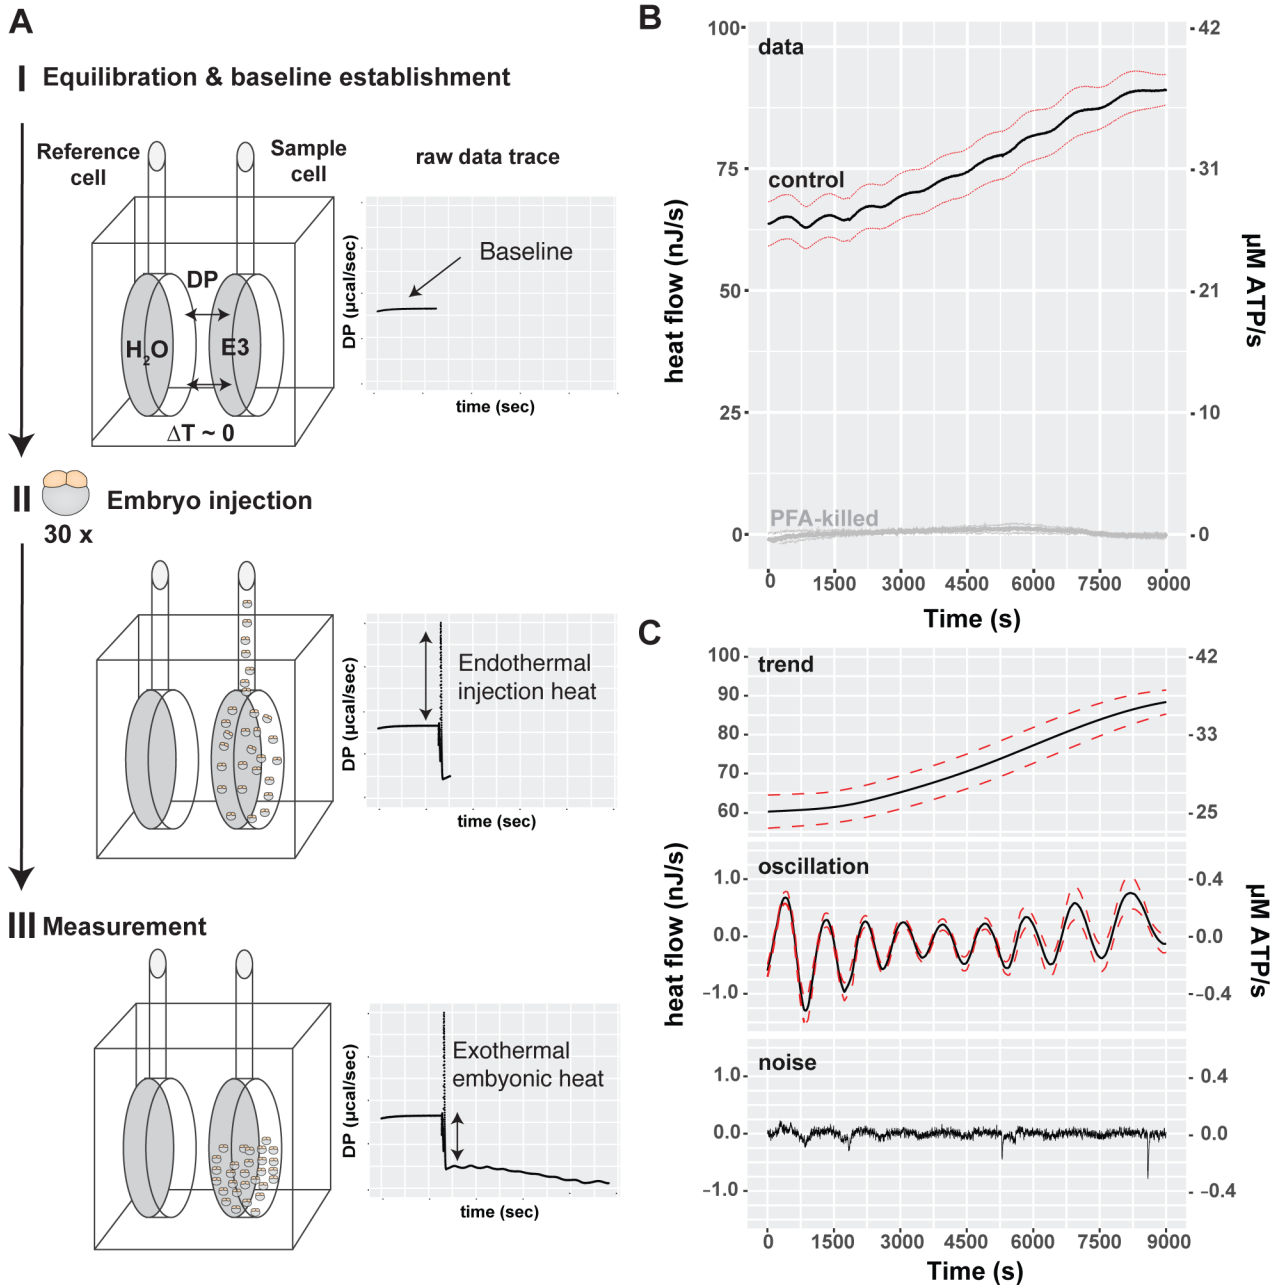 A
I Equilibration & baseline establishment
Reference
cell
Sample
cell
raw data trace
DP
H2O
E3
ΔT ~ 0
DP (µcal/sec)
Baseline
time (sec)
II
30 x
Embryo injection
DP (µcal/sec)
Endothermal
injection heat
time (sec)
III Measurement
DP (µcal/sec)
Exothermal
embyonic heat
time (sec)
B
data
control
PFA-killed
heat flow (nJ/s)
100
75
50
25
0
42
31
21
10
0
µM ATP/s
0 1500 3000 4500 6000 7500 9000
Time (s)
C
trend
100
90
80
70
60
42
33
25
oscillation
heat flow (nJ/s)
1.0
0.0
−1.0
0.4
0.0
−0.4
µM ATP/s
noise
1.0
0.0
−1.0
0.4
0.0
−0.4
0 1500 3000 4500 6000 7500 9000
Time (s)